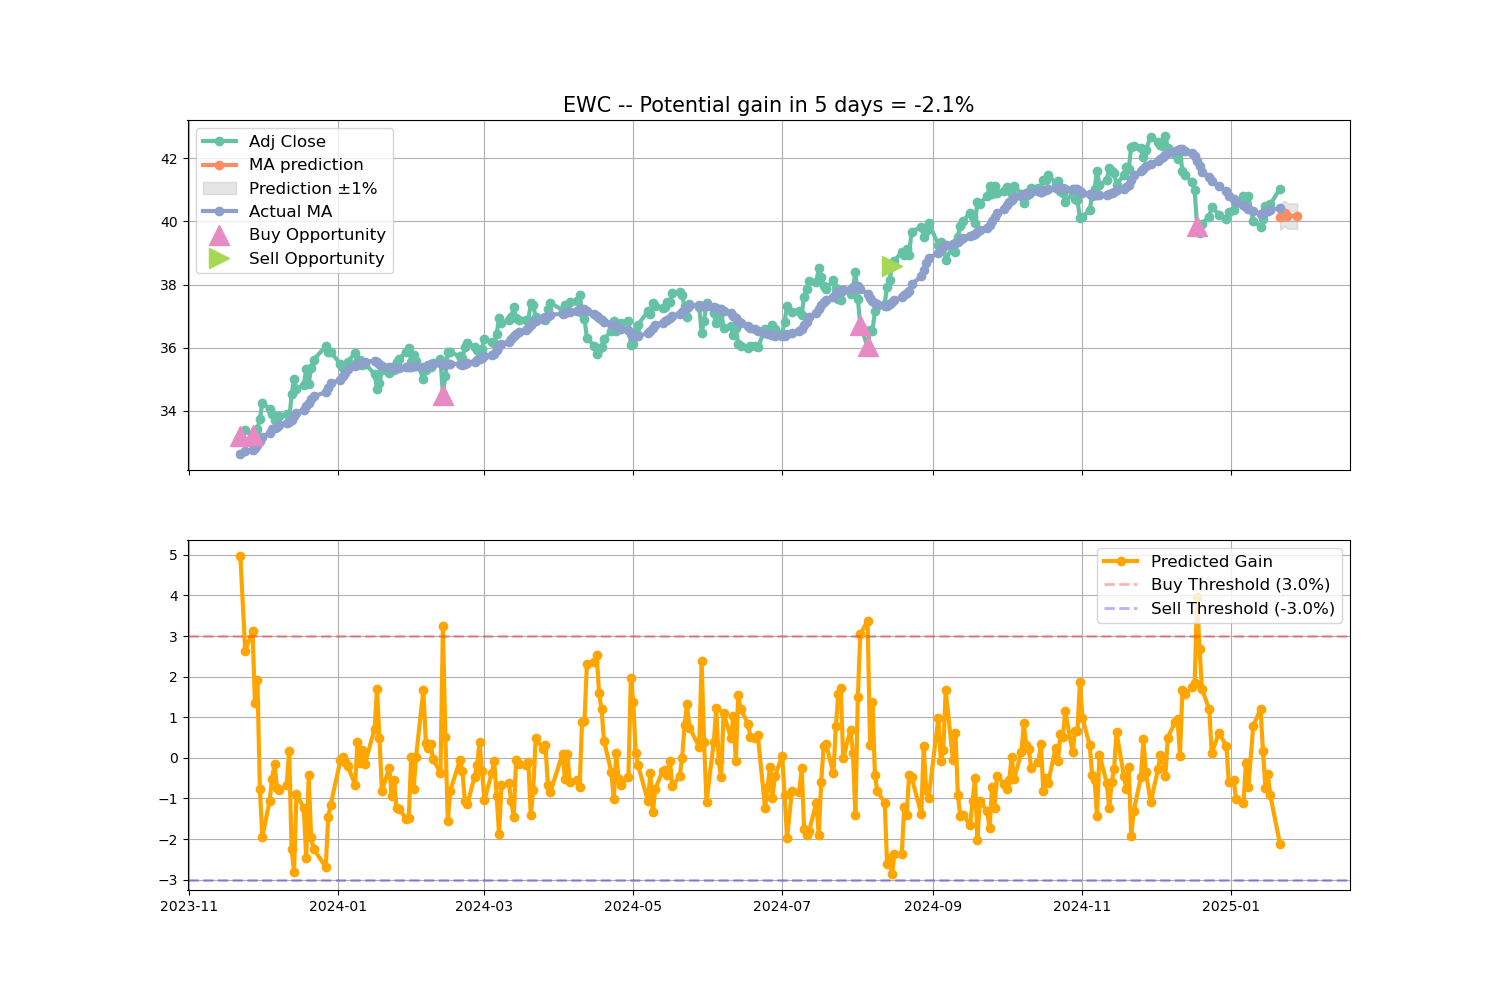 EWC -- Potential gain in 5 days = -2.1%
Adj Close
MA prediction
Prediction ±1%
Actual MA
Buy Opportunity
Sell Opportunity
42
40
38
36
34
Predicted Gain
Buy Threshold (3.0%)
Sell Threshold (-3.0%)
5
4
3
2
1
0
−1
−2
−3
2023-11
2024-01
2024-03
2024-05
2024-07
2024-09
2024-11
2025-01